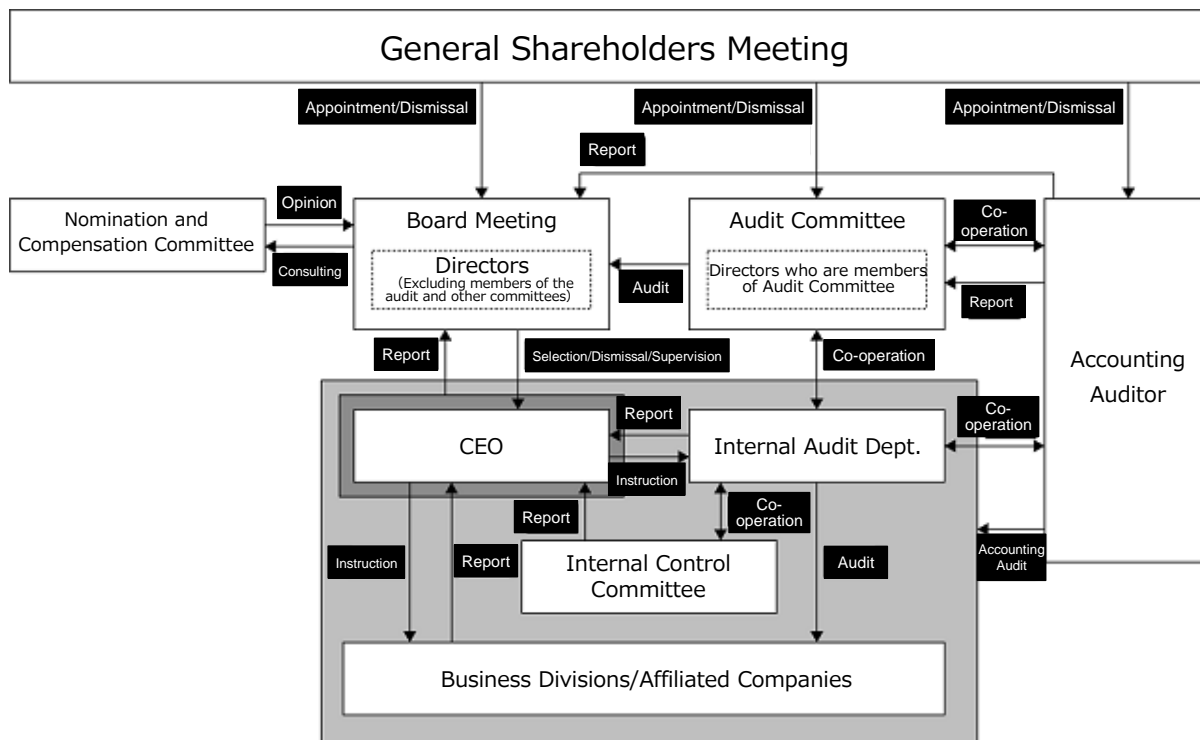 General Shareholders Meeting
Appointment/Dismissal
Appointment/Dismissal
Appointment/Dismissal
Report
Nomination and
Compensation Committee
Opinion
Consulting
Board Meeting
Directors
(Excluding members of the
audit and other committees)
Audit
Audit Committee
Directors who are members
of Audit Committee
Co-
operation
Report
Accounting
Auditor
Report
Selection/Dismissal/Supervision
Co-operation
CEO
Report
Instruction
Internal Audit Dept.
Co-
operation
Report
Co-
operation
Instruction
Report
Internal Control
Committee
Audit
Accounting
Audit
Business Divisions/Affiliated Companies